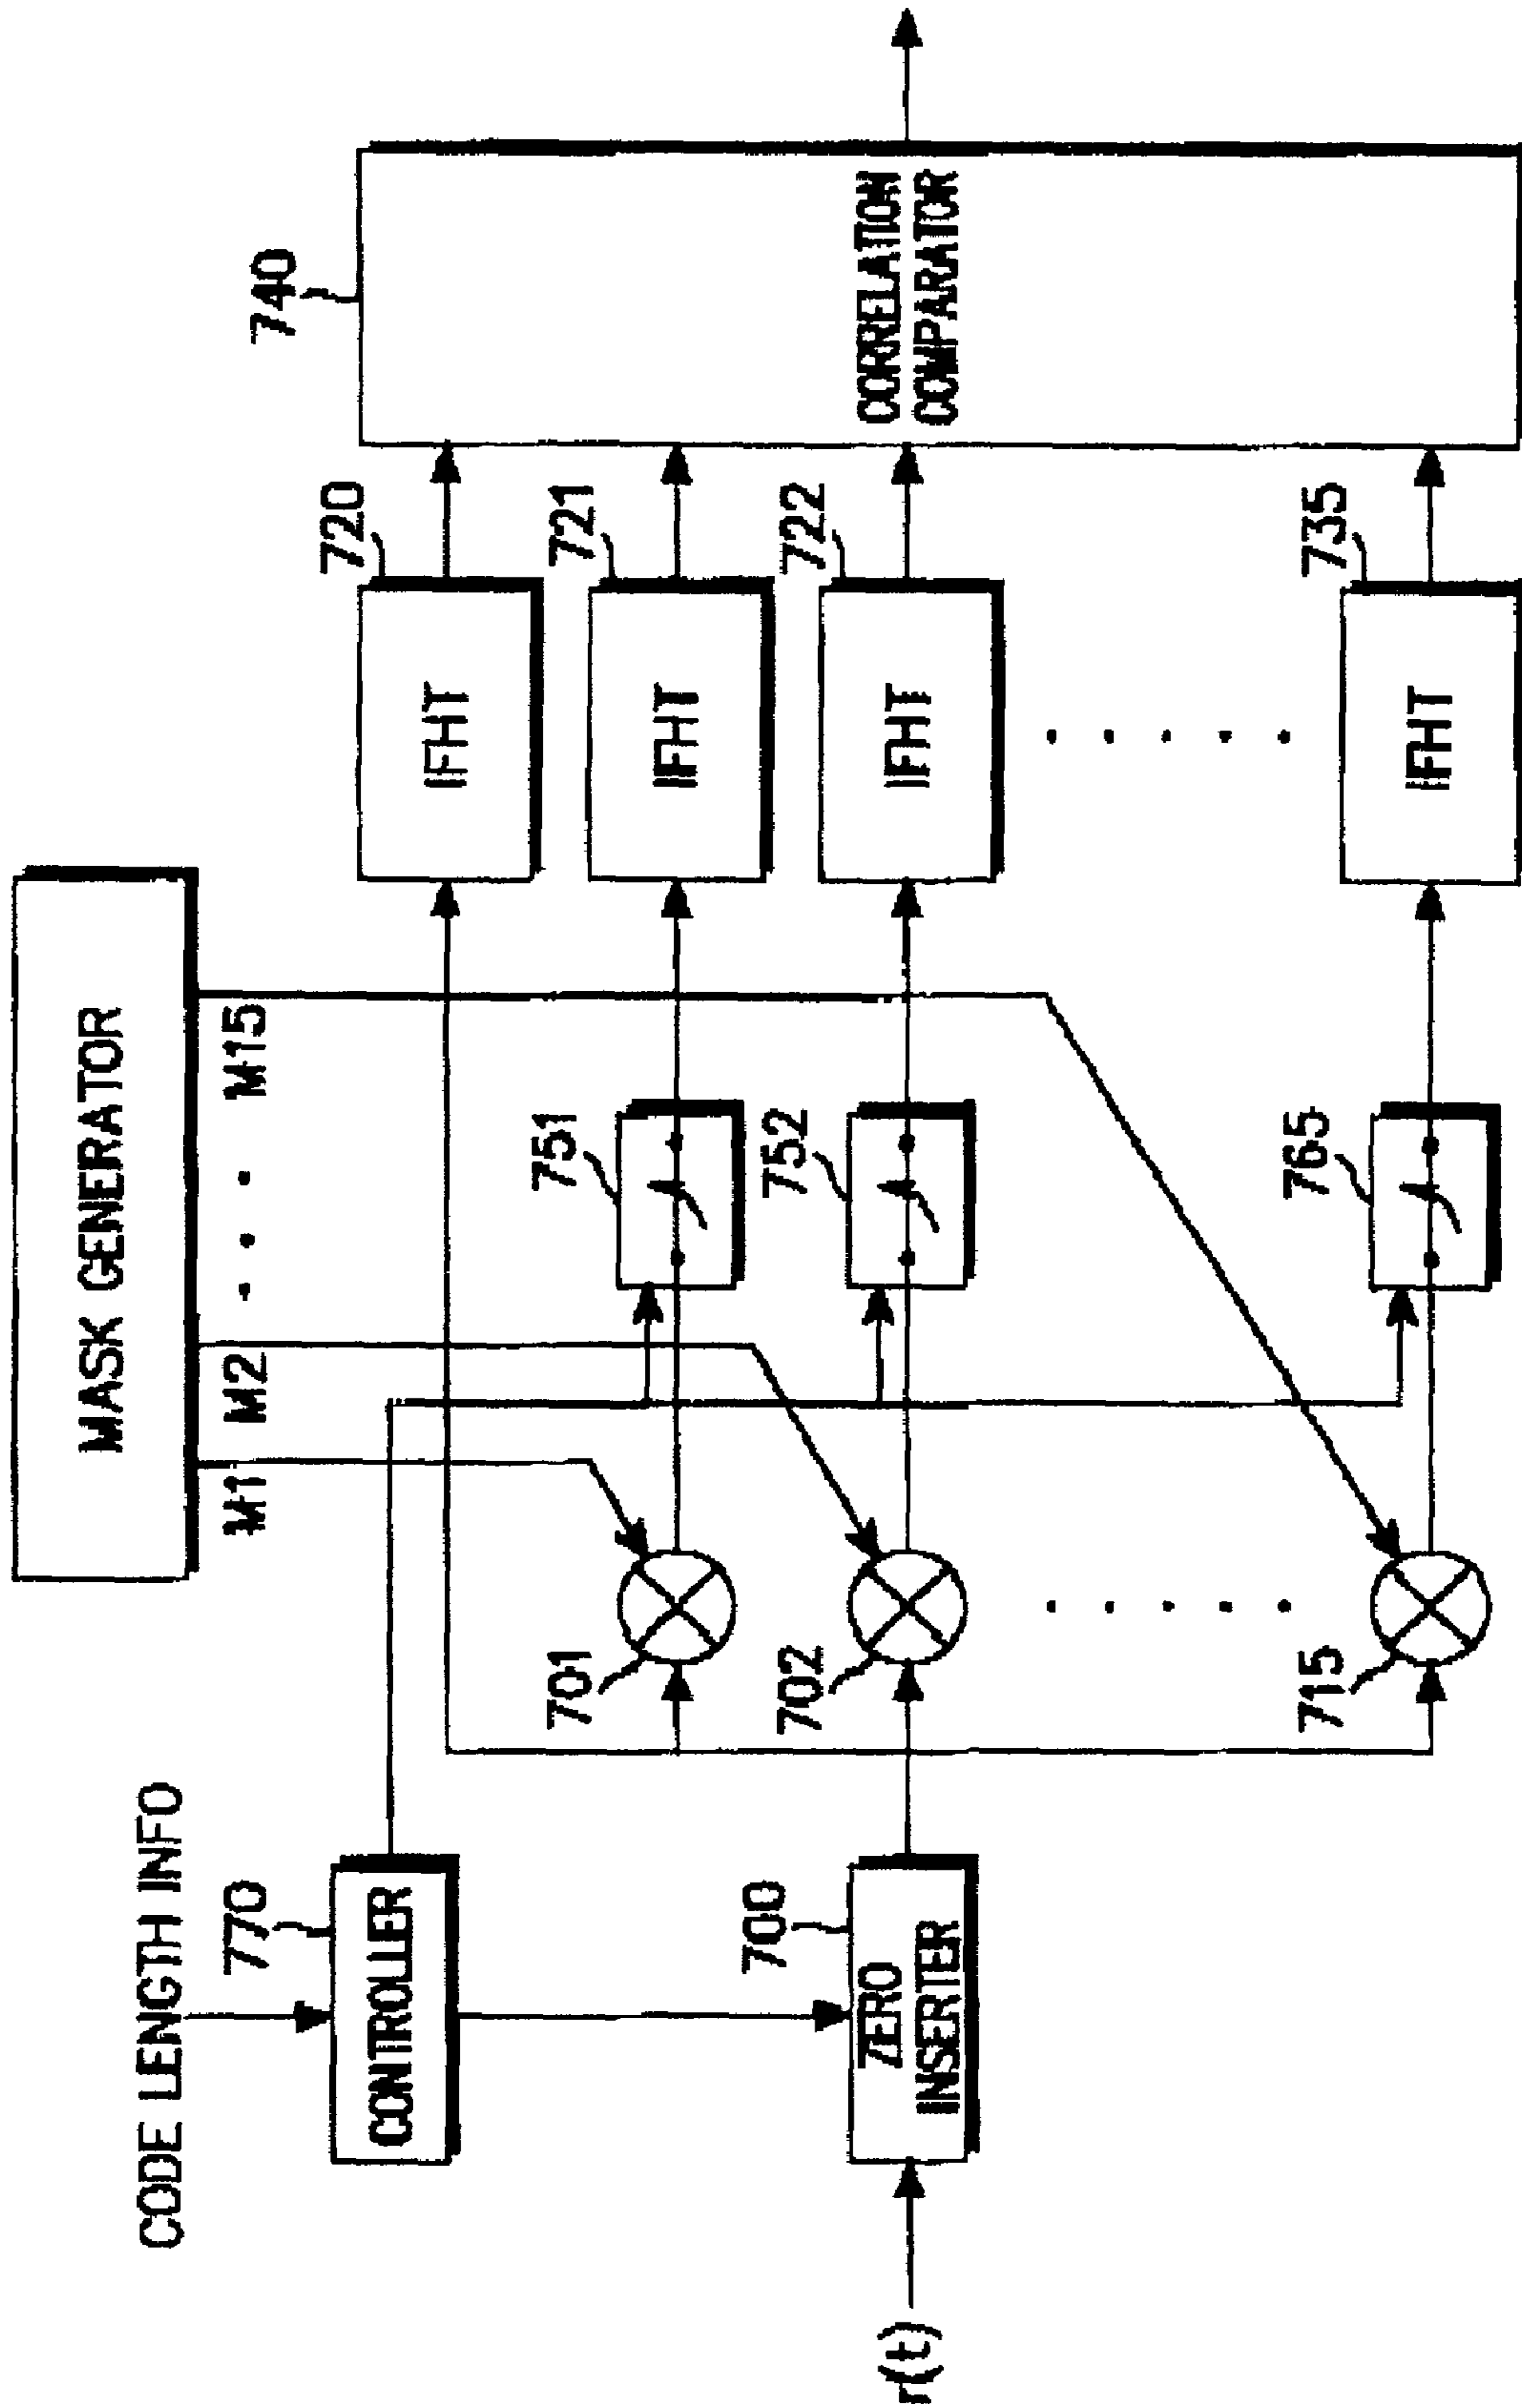 MASK GENERATOR
M1
M2
M15
CODE LENGTH INFO
770
CONTROLLER
740
720
IFHT
751
701
721
IFHT
r(t)
700
ZERO
INSERTER
702
752
722
IFHT
CORRELATION
COMPARATOR
715
765
735
IFHT